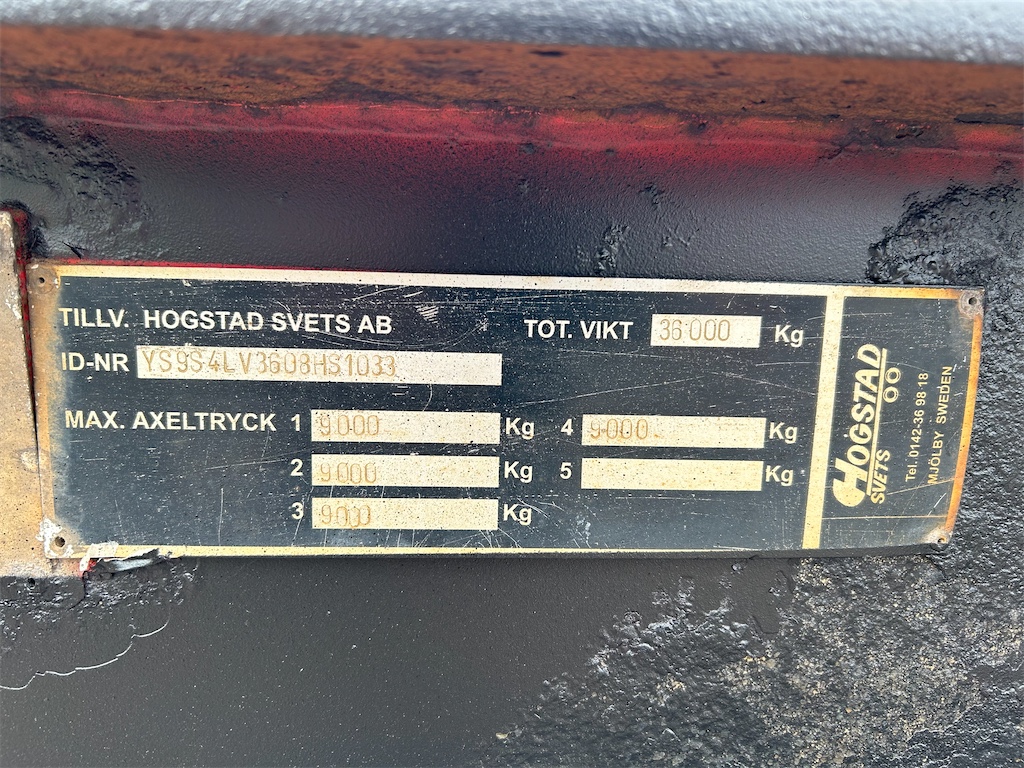 TILLV. HOGSTAD SVETS AB
TOT. VIKT 36000 Kg
ID-NR YS9S4LV3608HS1033
MAX. AXELTRYCK 1 9000 Kg
2 9000 Kg
3 9000 Kg
4 9000 Kg
5 Kg
HOGSTAD
SVETS
Tel. 0142-36 98 18
MJÖLBY SWEDEN